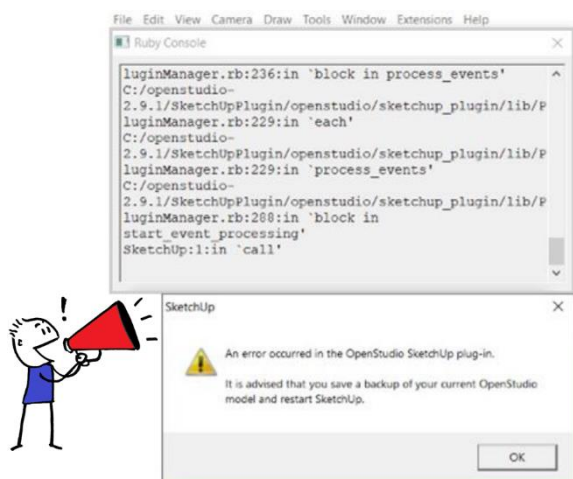 File Edit View Camera Draw Tools Window Extensions Help
Ruby Console
luginManager.rb:236:in `block in process_events'
C:/openstudio-
2.9.1/SketchUpPlugin/openstudio/sketchup_plugin/lib/P
luginManager.rb:229:in `each'
C:/openstudio-
2.9.1/SketchUpPlugin/openstudio/sketchup_plugin/lib/P
luginManager.rb:229:in `process_events'
C:/openstudio-
2.9.1/SketchUpPlugin/openstudio/sketchup_plugin/lib/P
luginManager.rb:288:in `block in
start_event_processing'
SketchUp:1:in `call'
!
SketchUp
An error occurred in the OpenStudio SketchUp plug-in.
It is advised that you save a backup of your current OpenStudio
model and restart SketchUp.
OK